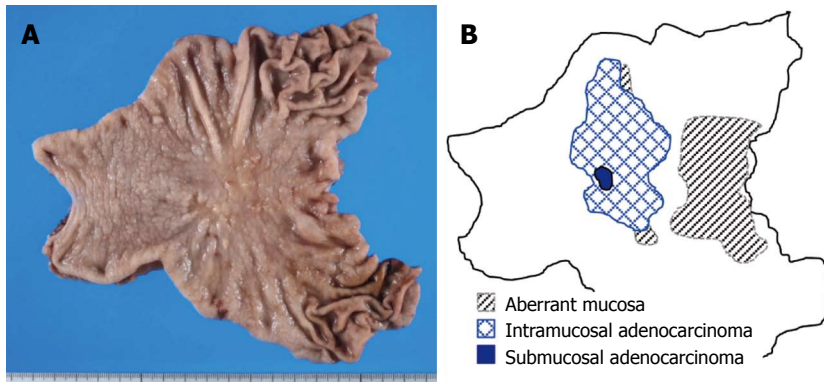 A
B
Aberrant mucosa
Intramucosal adenocarcinoma
Submucosal adenocarcinoma